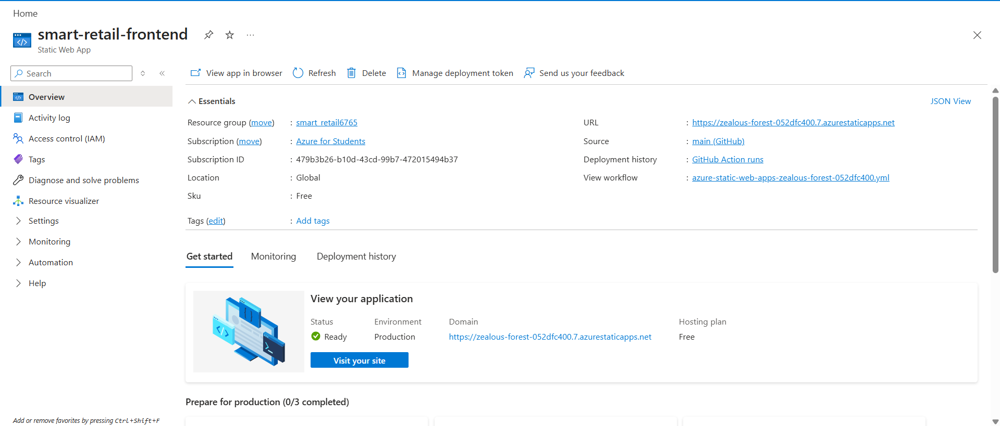 Home
smart-retail-frontend
Static Web App
Search
Overview
Activity log
Access control (IAM)
Tags
Diagnose and solve problems
Resource visualizer
Settings
Monitoring
Automation
Help
Add or remove favorites by pressing Ctrl+Shift+F
View app in browser Refresh Delete Manage deployment token Send us your feedback
Essentials JSON View
Resource group (move) : smart_retail6765
Subscription (move) : Azure for Students
Subscription ID : 479b3b26-b10d-43cd-99b7-472015494b37
Location : Global
Sku : Free
URL : https://zealous-forest-052dfc400.7.azurestaticapps.net
Source : main (GitHub)
Deployment history : GitHub Action runs
View workflow : azure-static-web-apps-zealous-forest-052dfc400.yml
Tags (edit) : Add tags
Get started Monitoring Deployment history
View your application
Status Environment Domain Hosting plan
Ready Production https://zealous-forest-052dfc400.7.azurestaticapps.net Free
Visit your site
Prepare for production (0/3 completed)